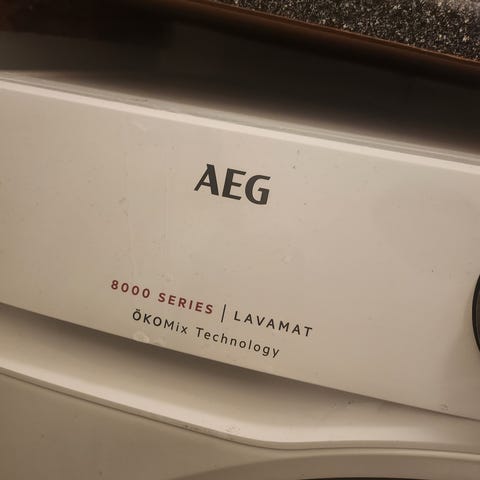 AEG
8000 SERIES | LAVAMAT
ÖKOMix Technology